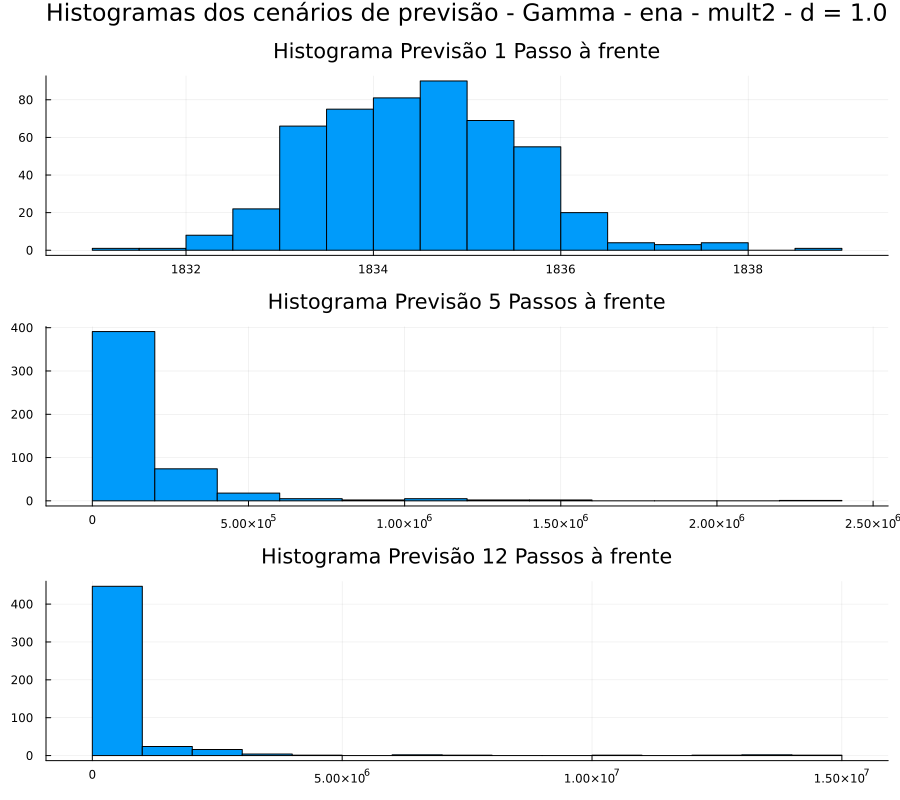 Histogramas dos cenários de previsão - Gamma - ena - mult2 - d = 1.0
Histograma Previsão 1 Passo à frente
80
60
40
20
0
1832 1834 1836 1838
Histograma Previsão 5 Passos à frente
400
300
200
100
0
0 5.00×10⁵ 1.00×10⁶ 1.50×10⁶ 2.00×10⁶ 2.50×10⁶
Histograma Previsão 12 Passos à frente
400
300
200
100
0
0 5.00×10⁶ 1.00×10⁷ 1.50×10⁷